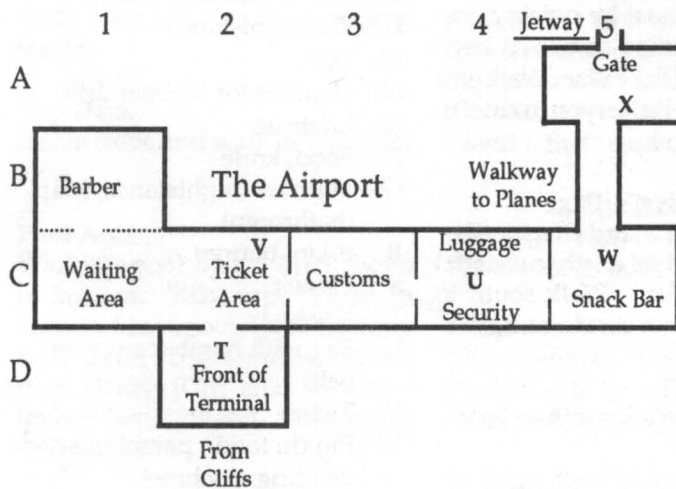 1 2 3 4 5
Jetway
Gate
A
X
B
Barber
The Airport
Walkway
to Planes
V
Luggage
W
C
Waiting
Area
Ticket
Area
Customs
U
Security
Snack Bar
T
D
Front of
Terminal
From
Cliffs